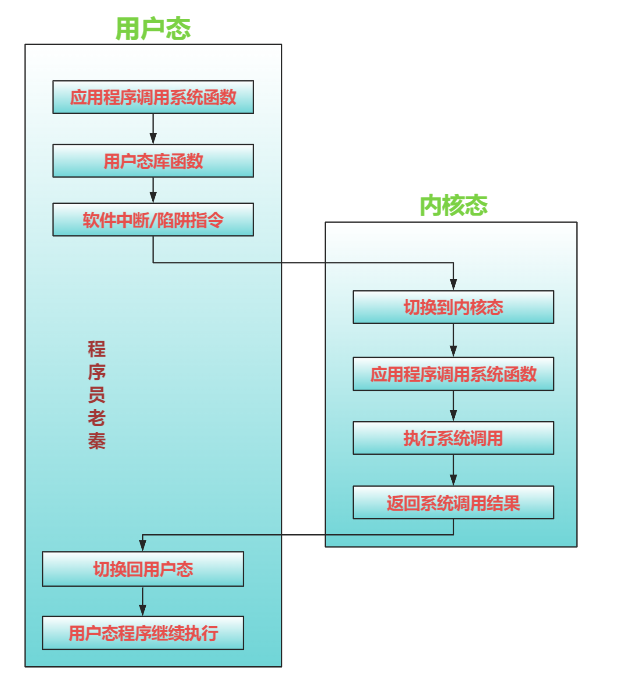 用户态
应用程序调用系统函数
用户态库函数
软件中断/陷阱指令
内核态
切换到内核态
应用程序调用系统函数
执行系统调用
返回系统调用结果
程序员老秦
切换回用户态
用户态程序继续执行